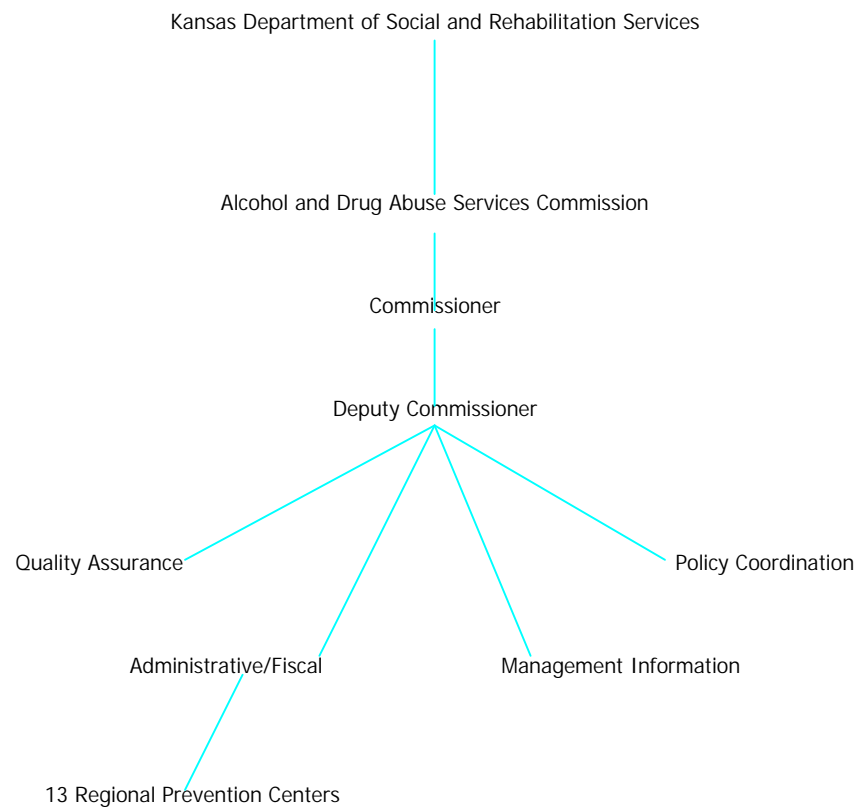 Kansas Department of Social and Rehabilitation Services
Alcohol and Drug Abuse Services Commission
Commissioner
Deputy Commissioner
Quality Assurance
Policy Coordination
Administrative/Fiscal
Management Information
13 Regional Prevention Centers